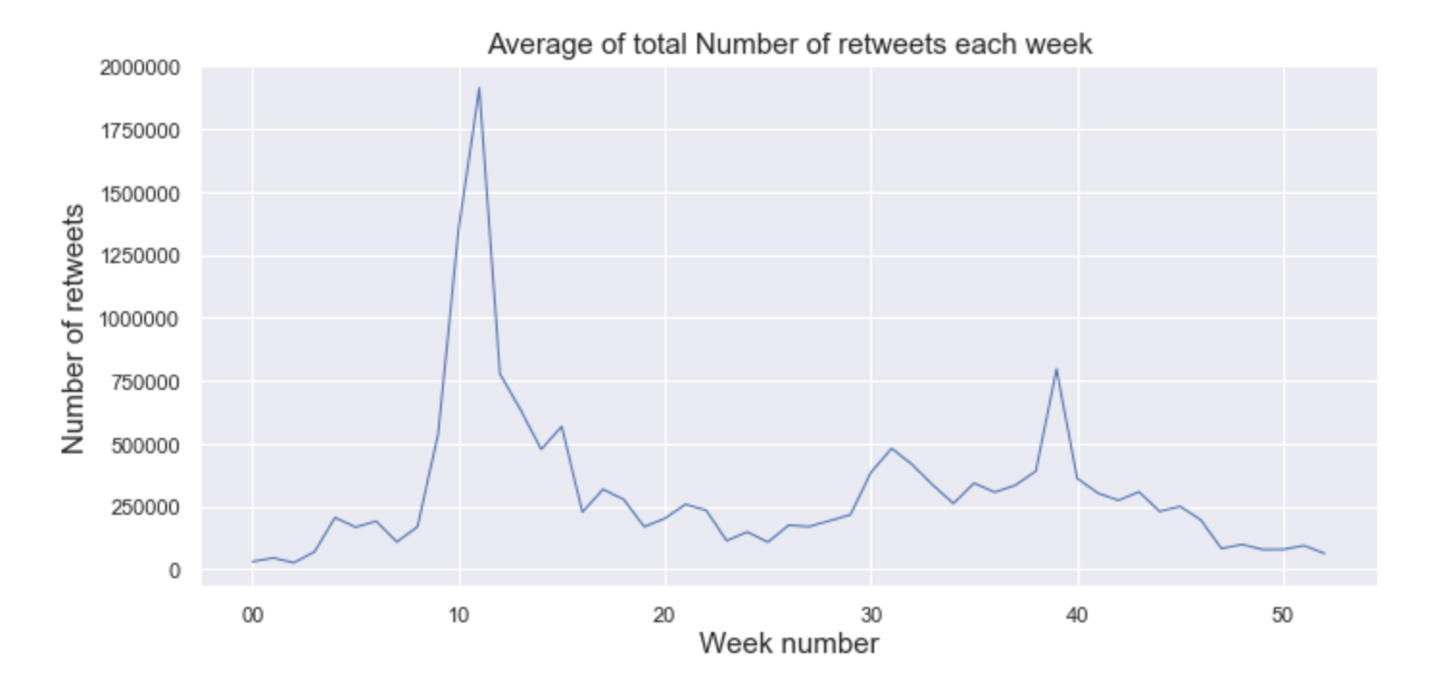 Average of total Number of retweets each week
2000000
1750000
1500000
1250000
1000000
750000
500000
250000
0
Number of retweets
00 10 20 30 40 50
Week number